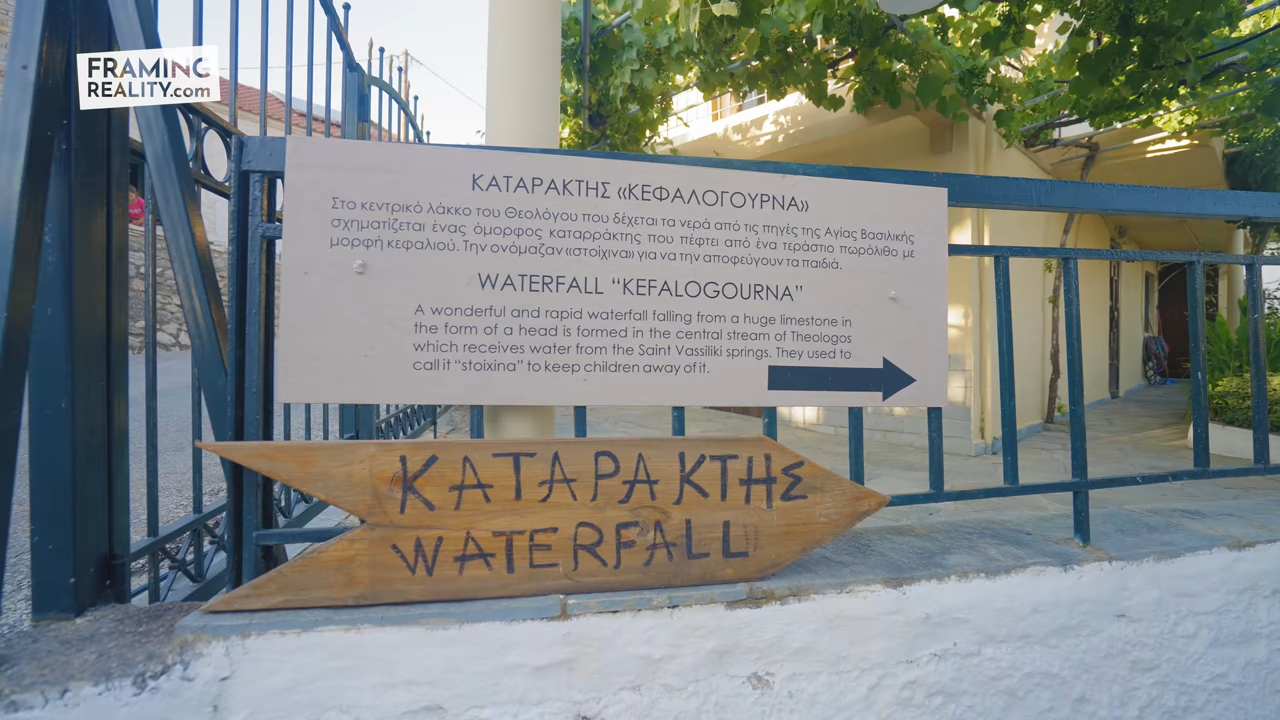 FRAMING
REALITY.com
ΚΑΤΑΡΑΚΤΗΣ «ΚΕΦΑΛΟΓΟΥΡΝΑ»
Στο κεντρικό λάκκο του Θεολόγου που δέχεται τα νερά από τις πηγές της Αγίας Βασιλικής
σχηματίζεται ένας όμορφος καταρράκτης που πέφτει από ένα τεράστιο πωρόλιθο με
μορφή κεφαλιού. Την ονόμαζαν «στοίχινα» για να την αποφεύγουν τα παιδιά.
WATERFALL “KEFALOGOURNA”
A wonderful and rapid waterfall falling from a huge limestone in
the form of a head is formed in the central stream of Theologos
which receives water from the Saint Vassiliki springs. They used to
call it “stoixina” to keep children away of it.
ΚΑΤΑΡΑΚΤΗΣ
WATERFALL